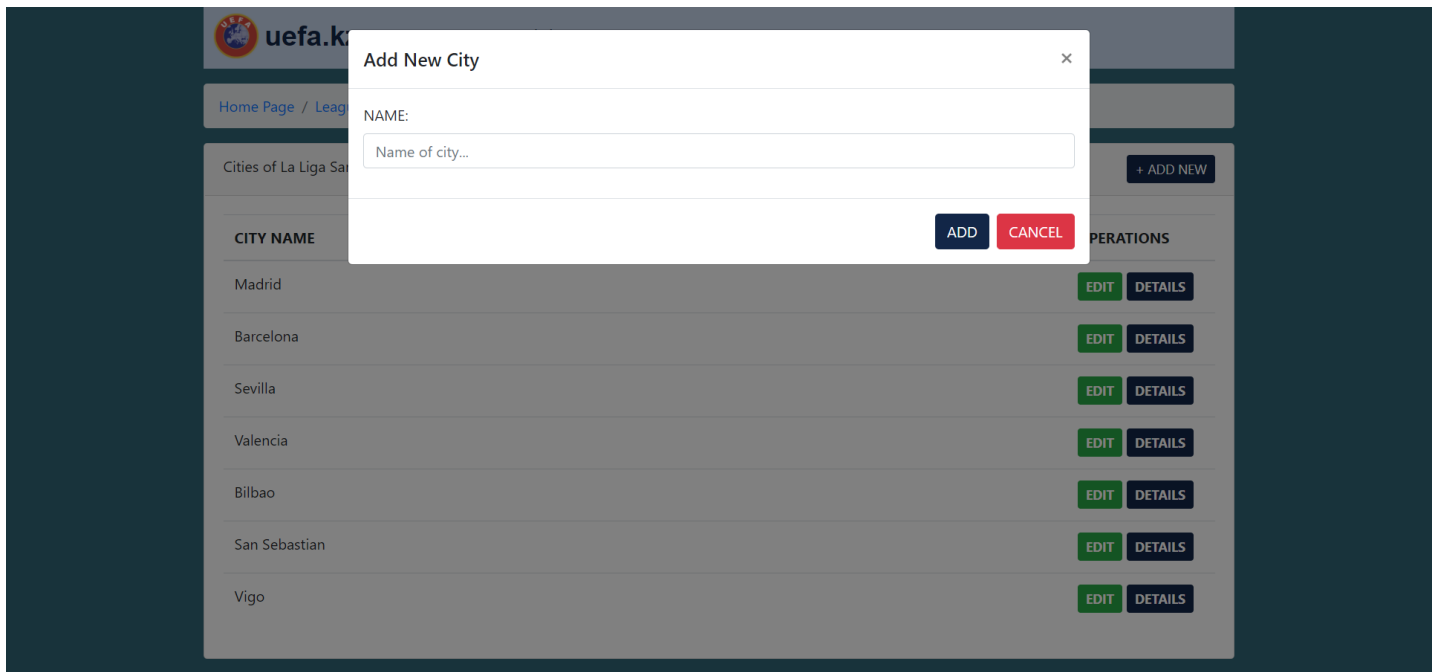 UEFA
uefa.kz
Add New City ×
Home Page / Leag
NAME:
Name of city...
Cities of La Liga San
+ ADD NEW
ADD CANCEL
CITY NAME
PERATIONS
Madrid EDIT DETAILS
Barcelona EDIT DETAILS
Sevilla EDIT DETAILS
Valencia EDIT DETAILS
Bilbao EDIT DETAILS
San Sebastian EDIT DETAILS
Vigo EDIT DETAILS